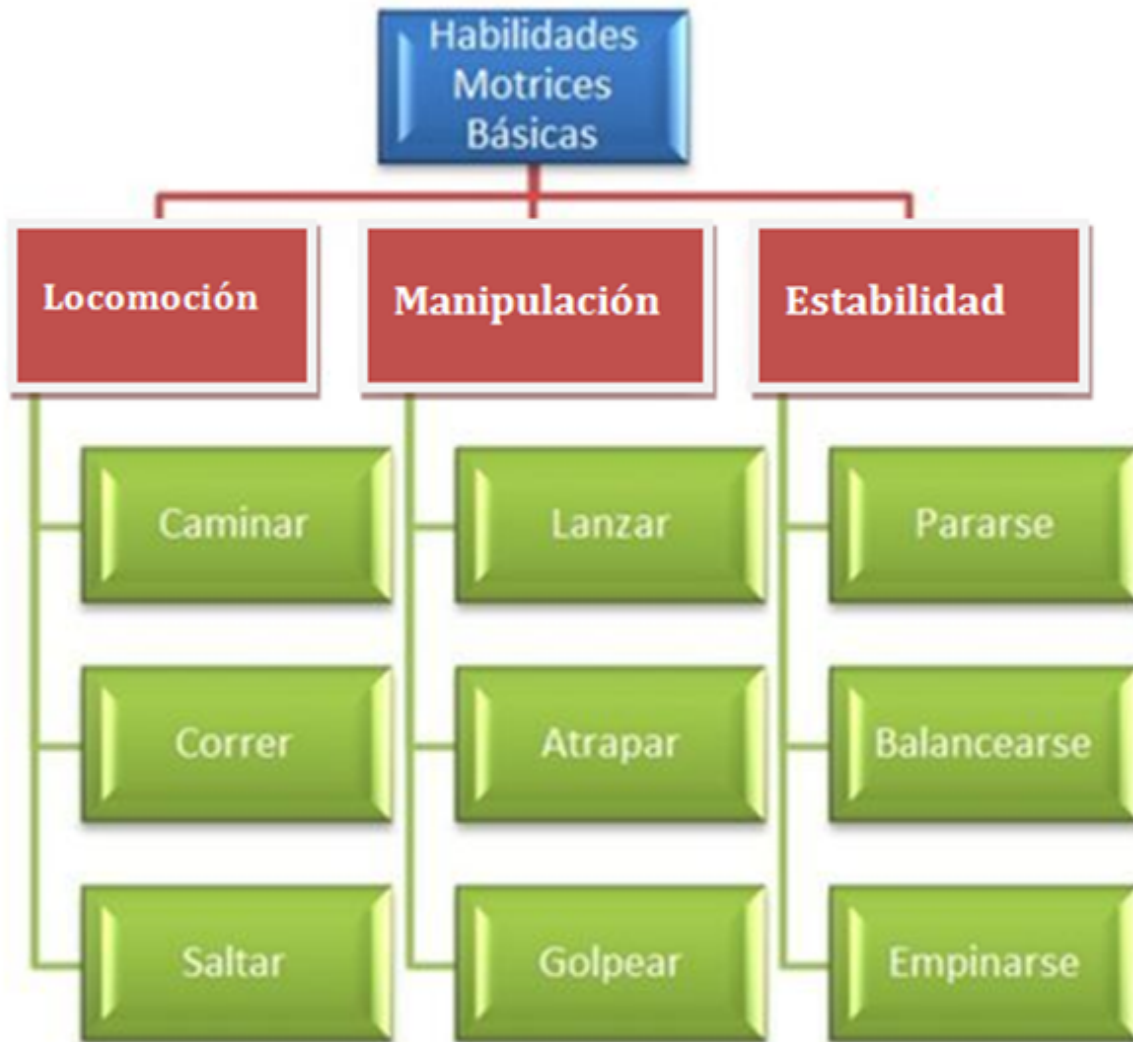 Habilidades
Motrices
Básicas
Locomoción
Manipulación
Estabilidad
Caminar
Lanzar
Pararse
Correr
Atrapar
Balancearse
Saltar
Golpear
Empinarse